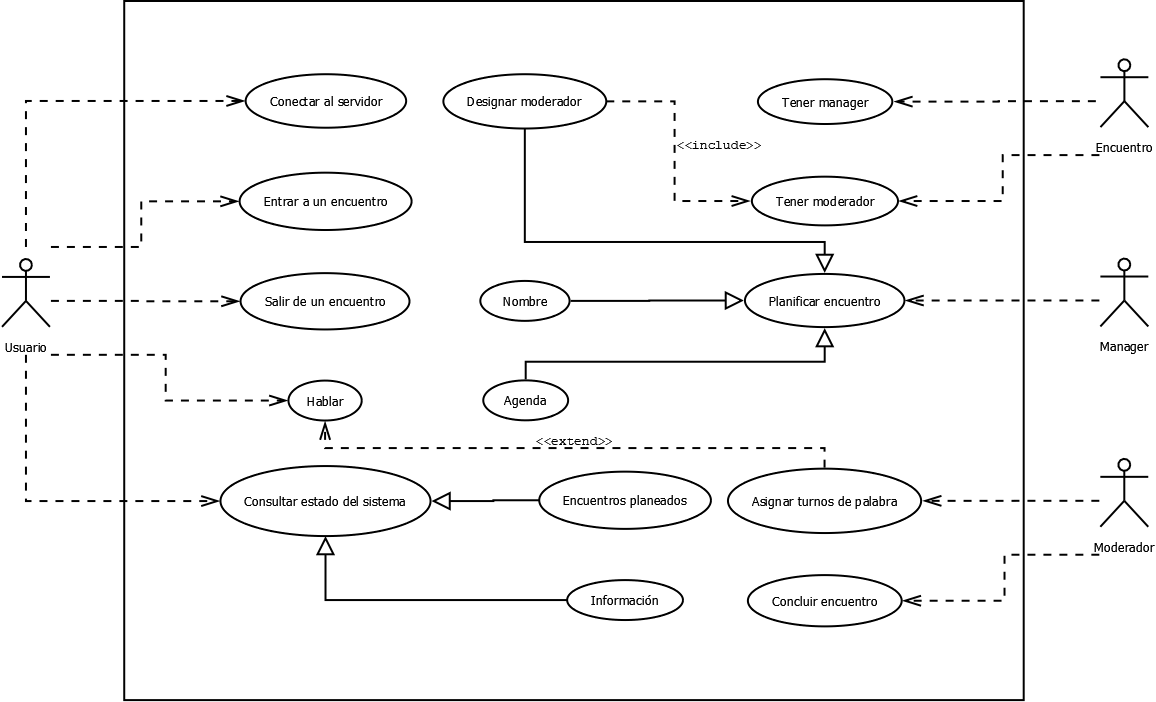 Conectar al servidor
Designar moderador
Tener manager
Encuentro
<<include>>
Entrar a un encuentro
Tener moderador
Salir de un encuentro
Nombre
Planificar encuentro
Usuario
Manager
Hablar
Agenda
<<extend>>
Consultar estado del sistema
Encuentros planeados
Asignar turnos de palabra
Moderador
Información
Concluir encuentro